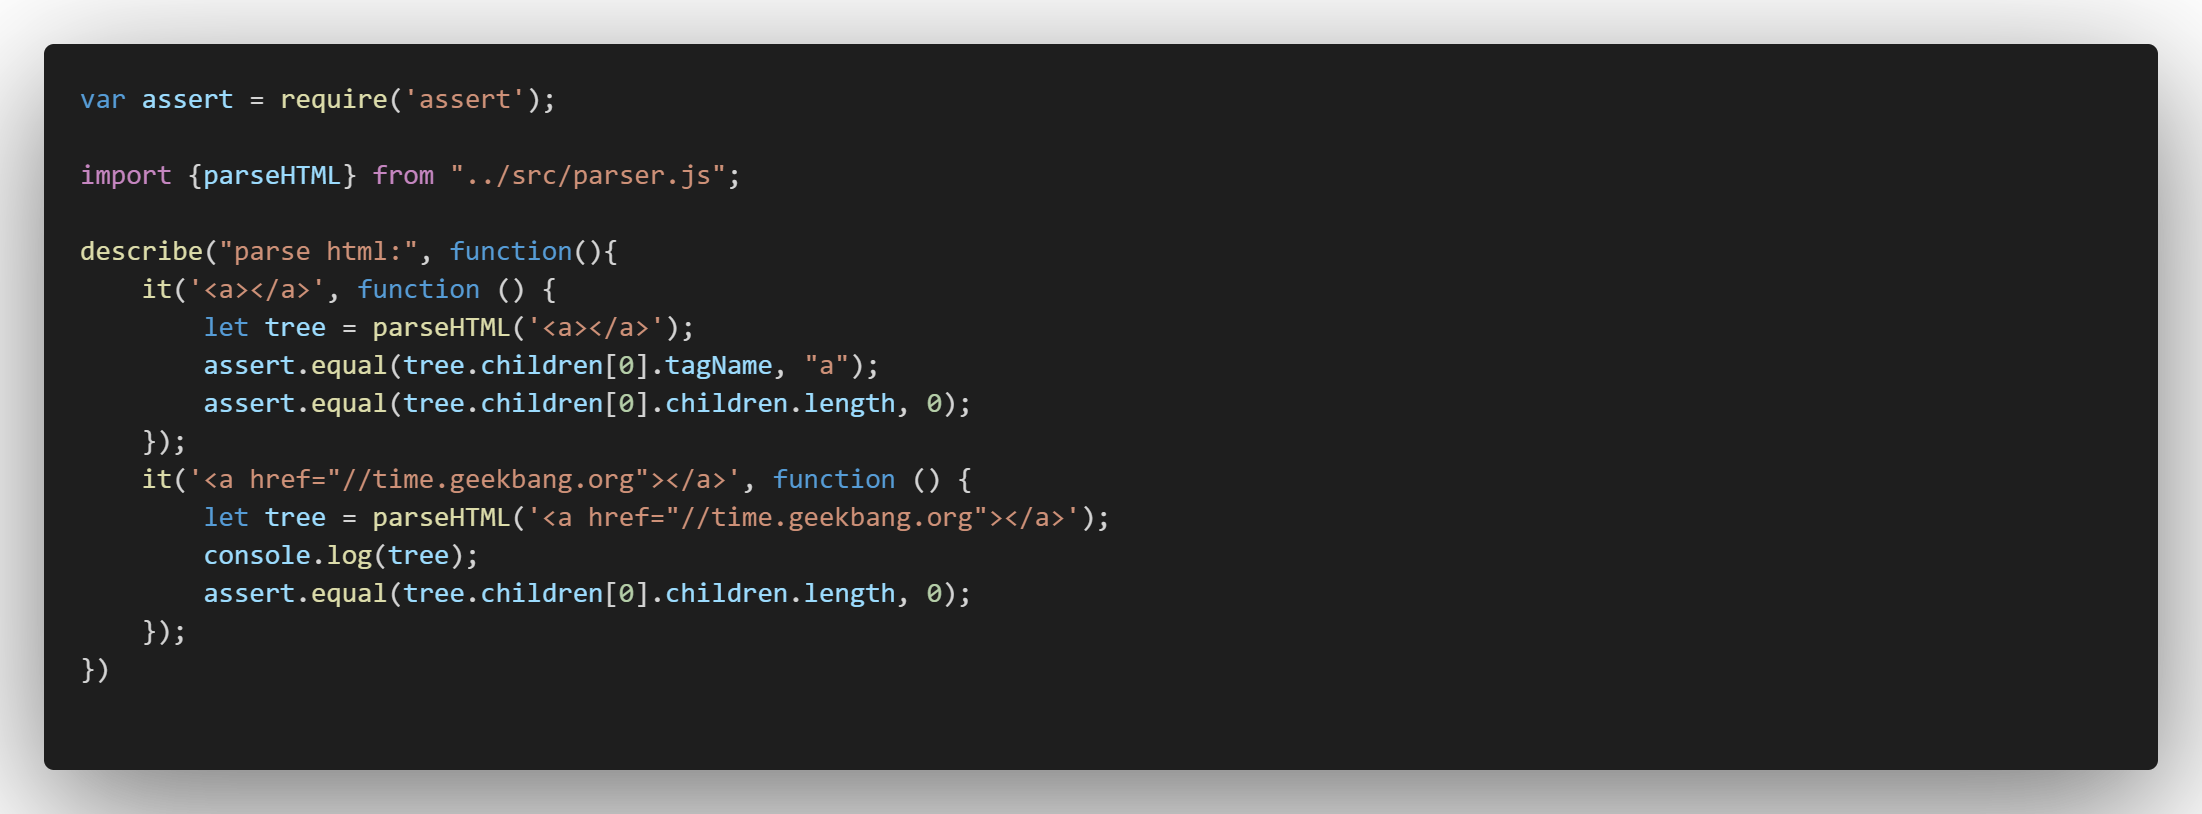 var assert = require('assert');

import {parseHTML} from "../src/parser.js";

describe("parse html:", function(){
    it('<a></a>', function () {
        let tree = parseHTML('<a></a>');
        assert.equal(tree.children[0].tagName, "a");
        assert.equal(tree.children[0].children.length, 0);
    });
    it('<a href="//time.geekbang.org"></a>', function () {
        let tree = parseHTML('<a href="//time.geekbang.org"></a>');
        console.log(tree);
        assert.equal(tree.children[0].children.length, 0);
    });
})